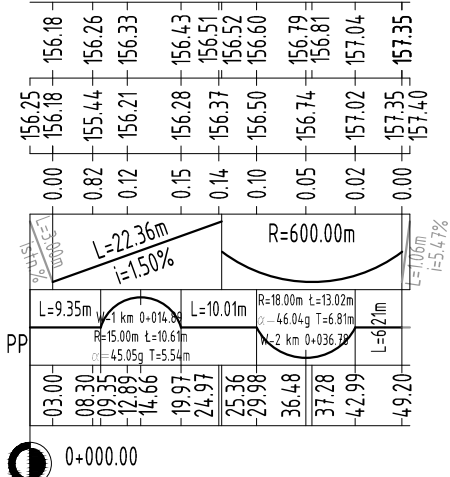 156.18 156.26 156.33 156.43 156.51 156.52 156.60 156.79 156.81 157.04 157.35
156.25 156.18 155.44 156.21 156.28 156.37 156.50 156.74 157.02 157.35 157.40
0.00 0.82 0.12 0.15 0.14 0.10 0.05 0.02 0.00
L=3.00m
istn.%
L=22.36m
i=1.50%
R=600.00m
L=1.06m
i=5.47%
PP
L=9.35m
W-1 km 0+014.89
R=15.00m Ł=10.61m
α=45.05g T=5.54m
L=10.01m
R=18.00m Ł=13.02m
α=46.04g T=6.81m
W-2 km 0+036.78
L=6.21m
03.00 08.30 09.35 12.89 14.66 19.97 24.97 25.36 29.98 36.48 37.28 42.99 49.20
0+000.00